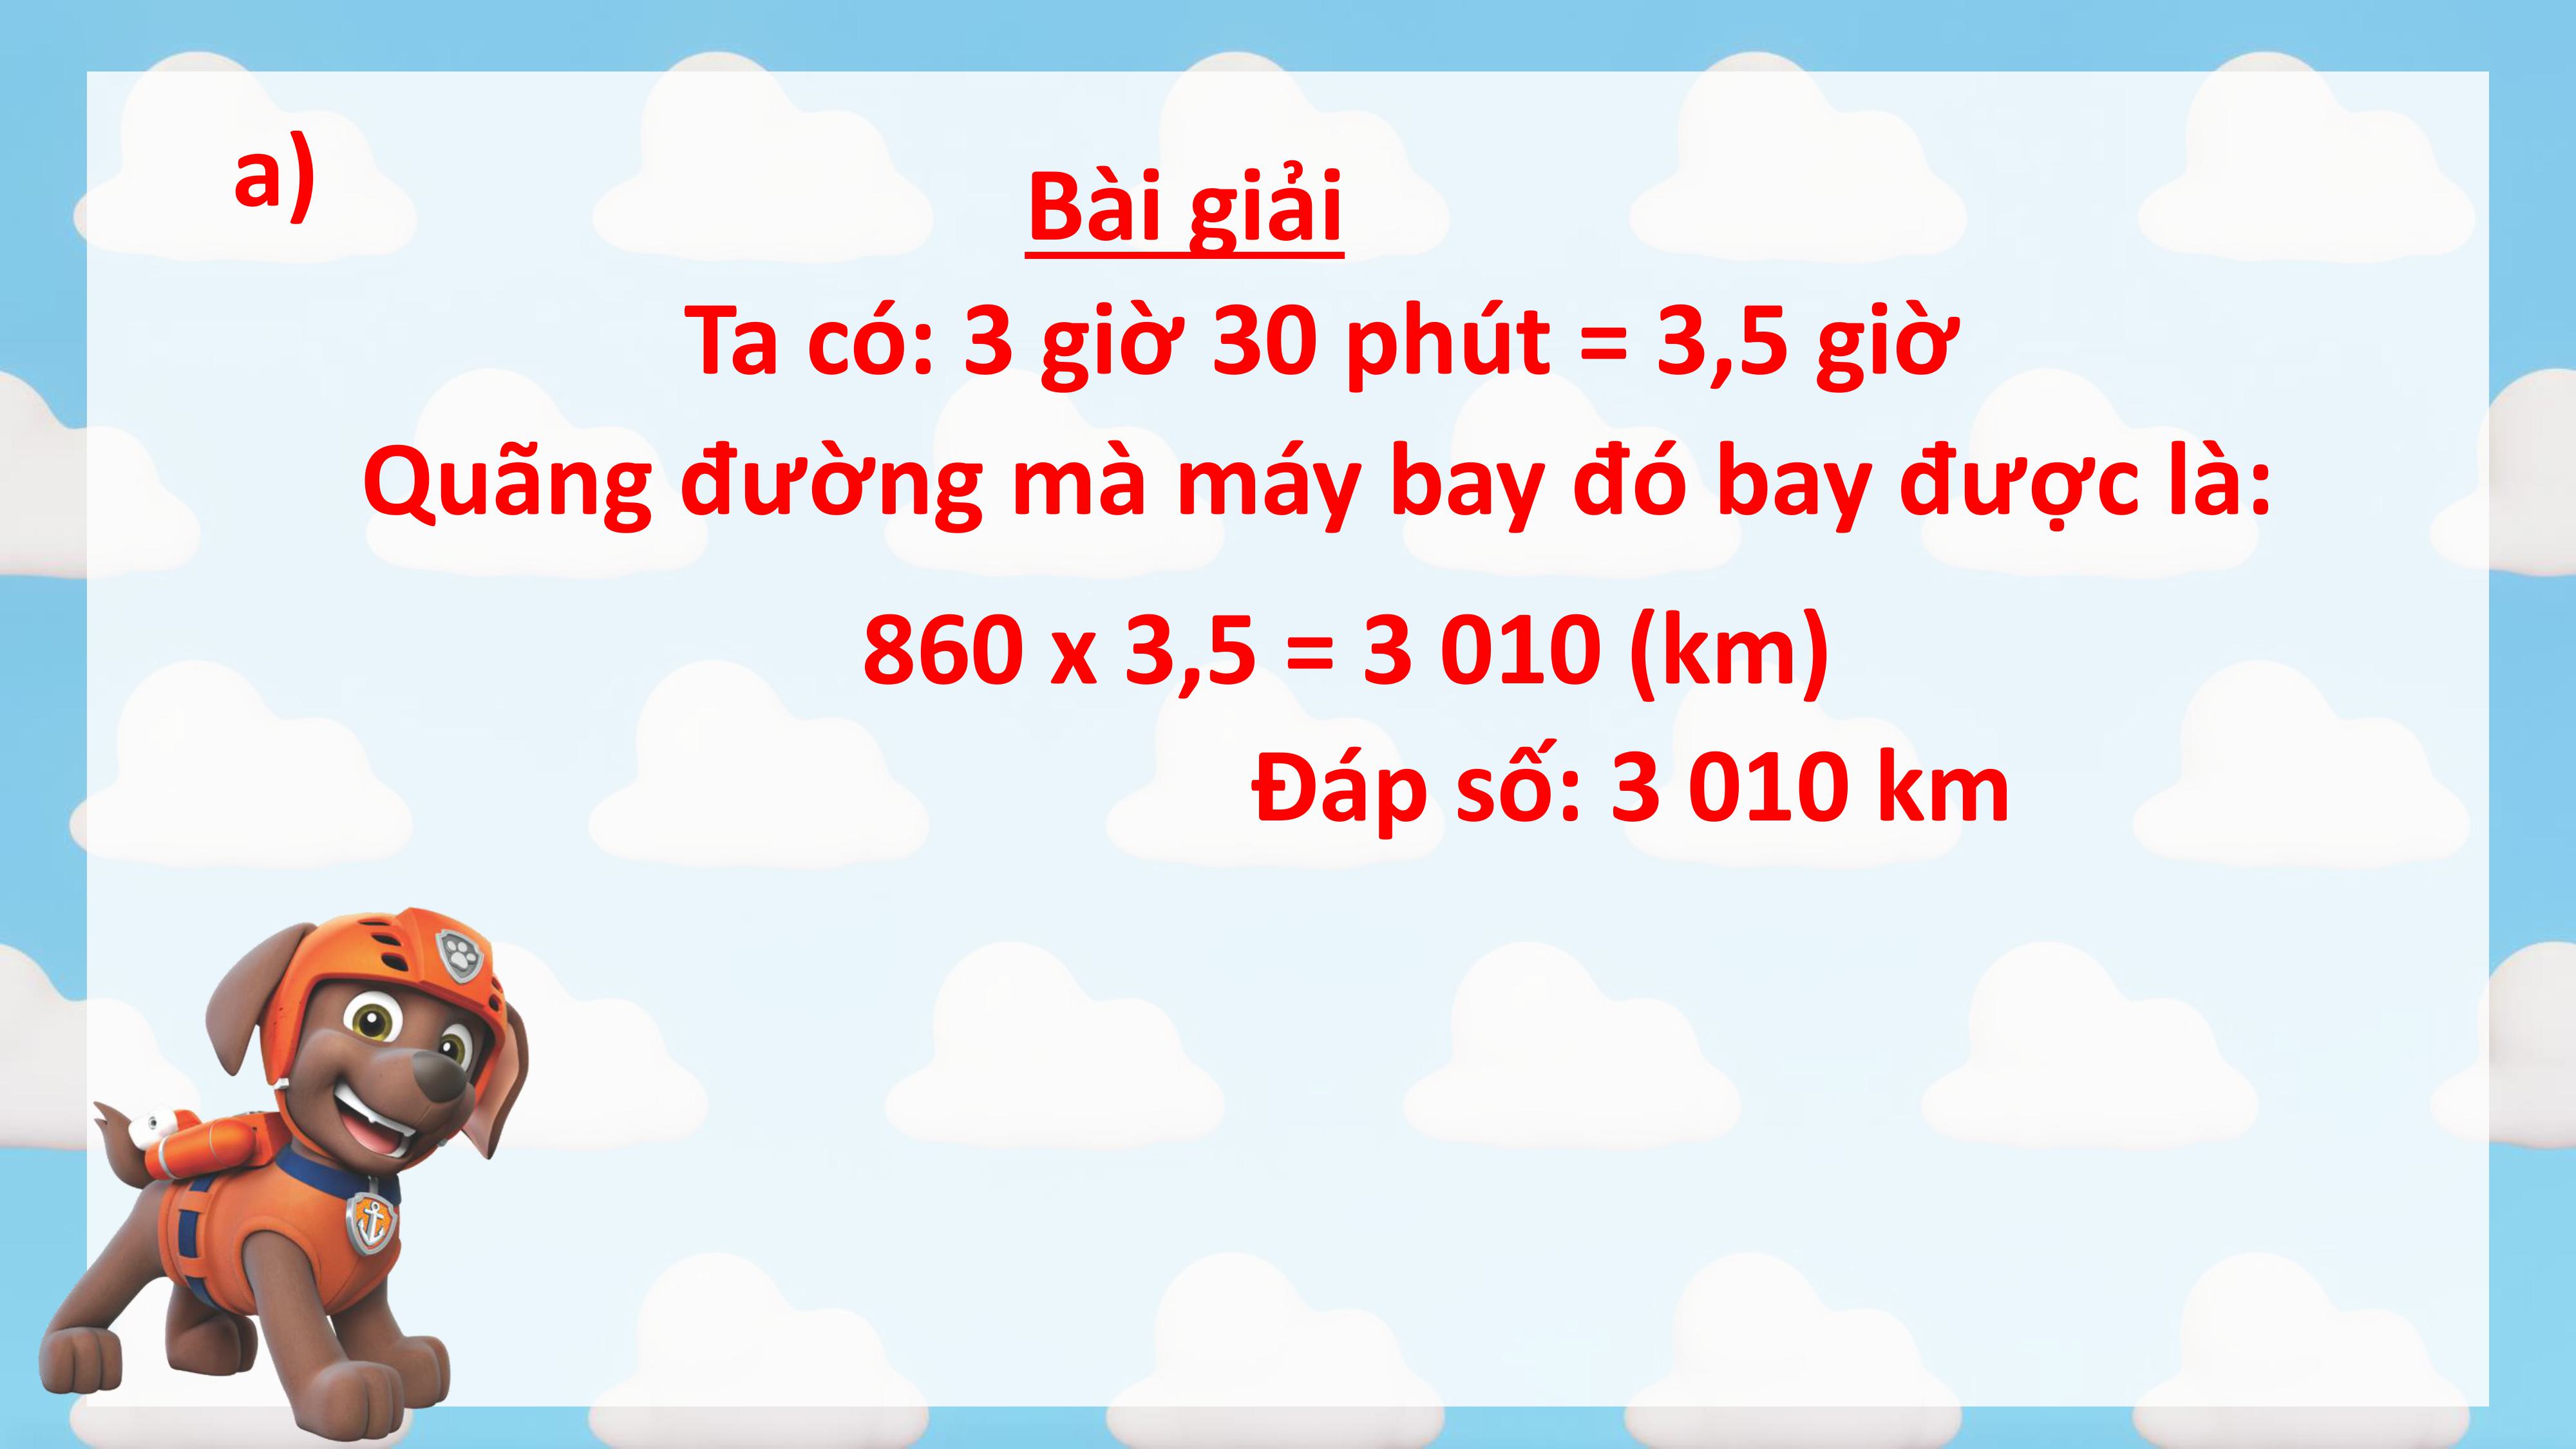 a)
Bài giải
Ta có: 3 giờ 30 phút = 3,5 giờ
Quãng đường mà máy bay đó bay được là:
860 x 3,5 = 3 010 (km)
Đáp số: 3 010 km